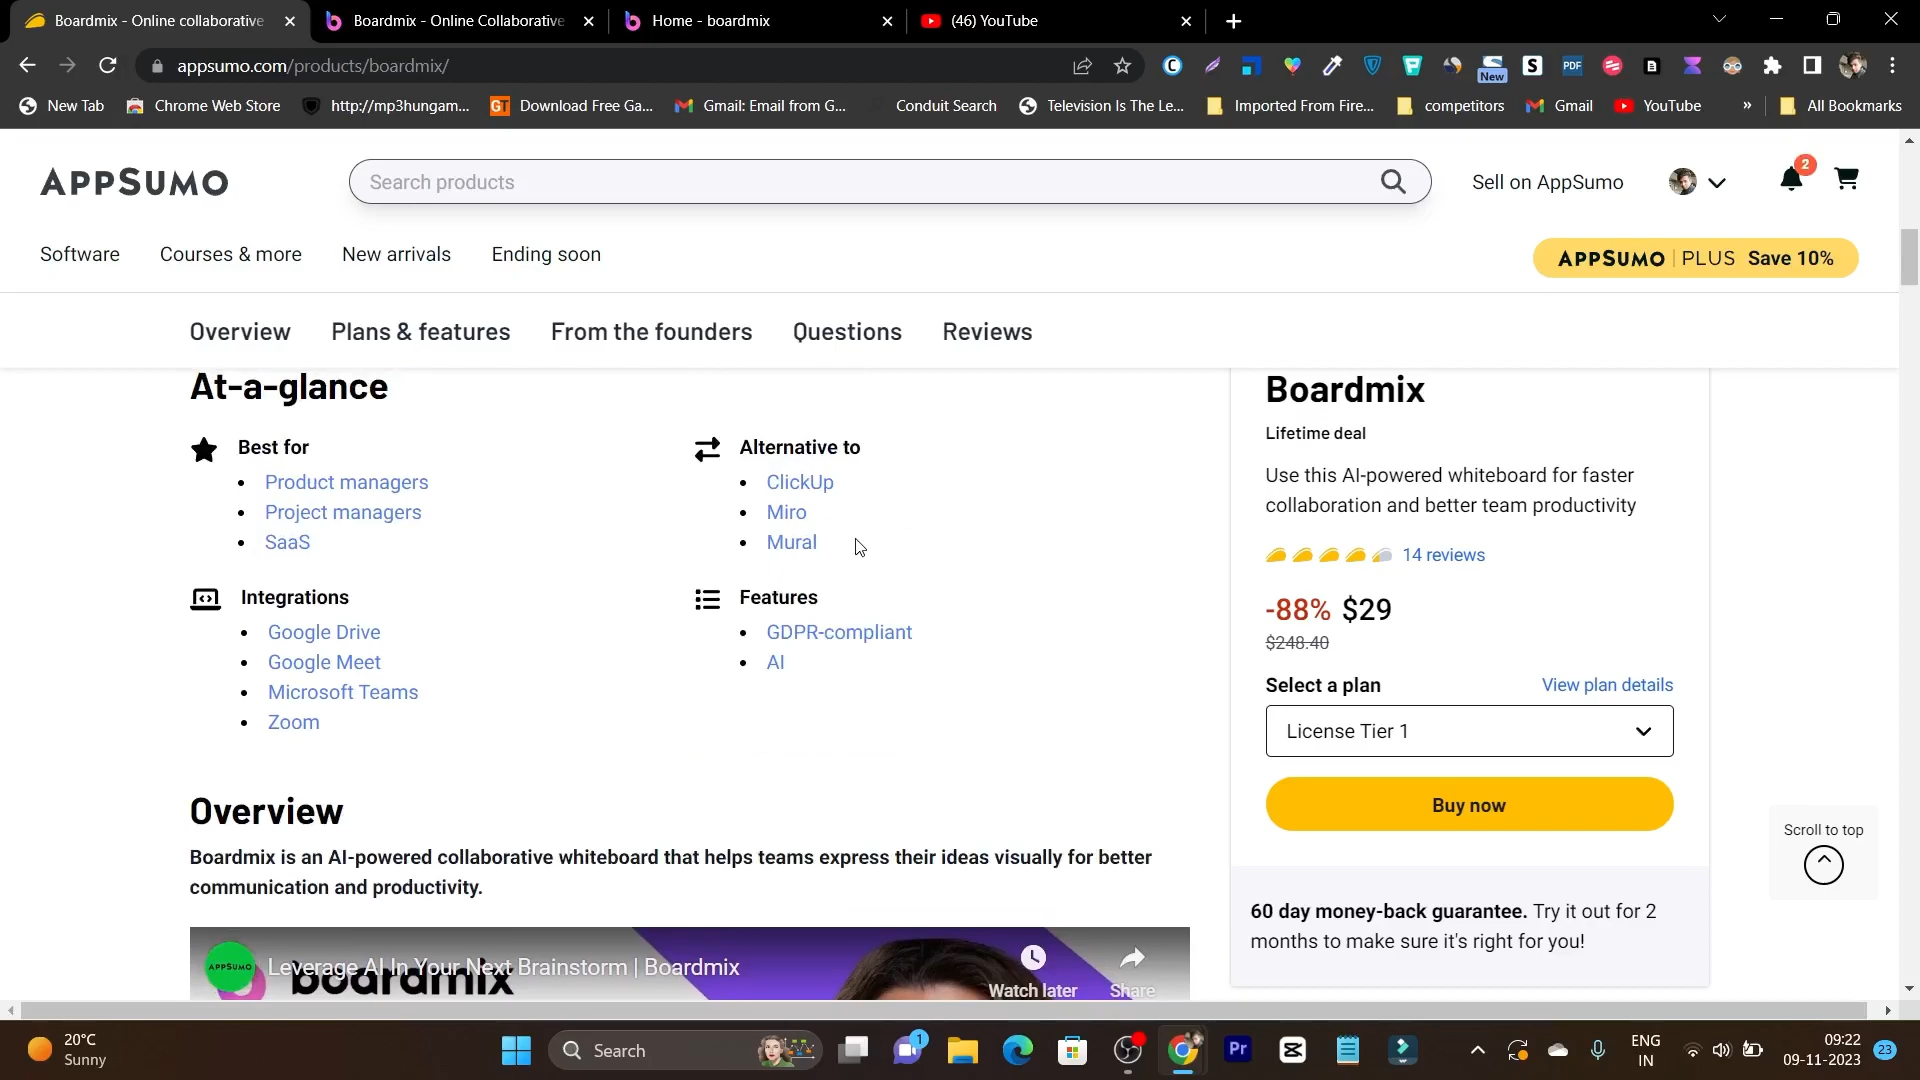 Boardmix - Online collaborative
Boardmix - Online Collaborative
Home - boardmix
(46) YouTube
appsumo.com/products/boardmix/
New
PDF
New Tab
Chrome Web Store
http://mp3hungam...
GT
Download Free Ga...
Gmail: Email from G...
Conduit Search
Television Is The Le...
Imported From Fire...
competitors
Gmail
YouTube
»
All Bookmarks
APPSUMO
Search products
Sell on AppSumo
2
Software
Courses & more
New arrivals
Ending soon
APPSUMO PLUS Save 10%
Overview
Plans & features
From the founders
Questions
Reviews
At-a-glance
Best for
Product managers
Project managers
SaaS
Alternative to
ClickUp
Miro
Mural
Integrations
Google Drive
Google Meet
Microsoft Teams
Zoom
Features
GDPR-compliant
AI
Overview
Boardmix is an AI-powered collaborative whiteboard that helps teams express their ideas visually for better
communication and productivity.
APPSUMO
Leverage AI In Your Next Brainstorm | Boardmix
boardmix
Watch later
Share
Boardmix
Lifetime deal
Use this AI-powered whiteboard for faster
collaboration and better team productivity
14 reviews
-88% $29
$248.40
Select a plan
View plan details
License Tier 1
Buy now
60 day money-back guarantee. Try it out for 2
months to make sure it's right for you!
Scroll to top
20°C
Sunny
Search
1
Pr
ENG
IN
09:22
09-11-2023
23